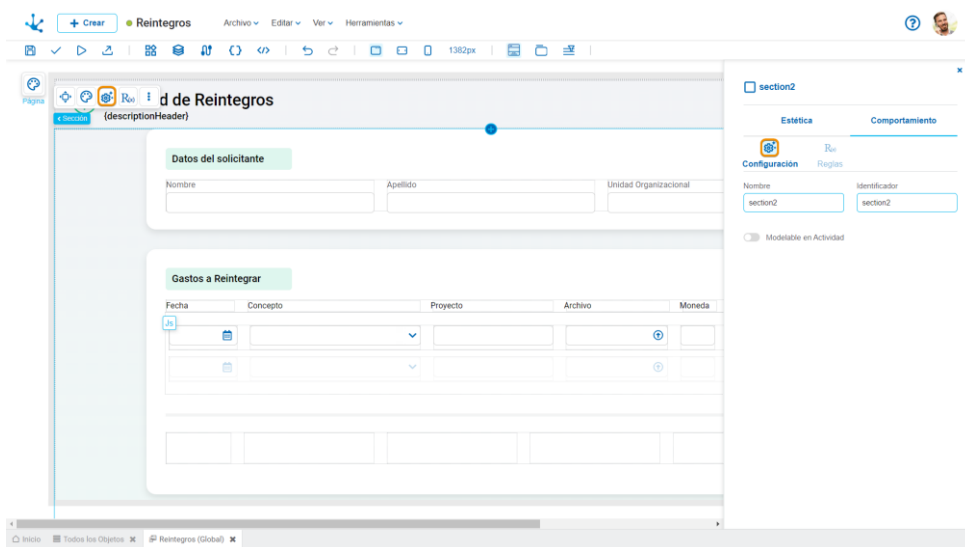 + Crear
Reintegros
Archivo
Editar
Ver
Herramientas
1382px
Página
R(x)
d de Reintegros
< Sección
{descriptionHeader}
Datos del solicitante
Nombre
Apellido
Unidad Organizacional
Gastos a Reintegrar
Fecha
Concepto
Proyecto
Archivo
Moneda
Js
section2
Estética
Comportamiento
R(x)
Configuración
Reglas
Nombre
Identificador
section2
section2
Modelable en Actividad
Inicio
Todos los Objetos
Reintegros (Global)